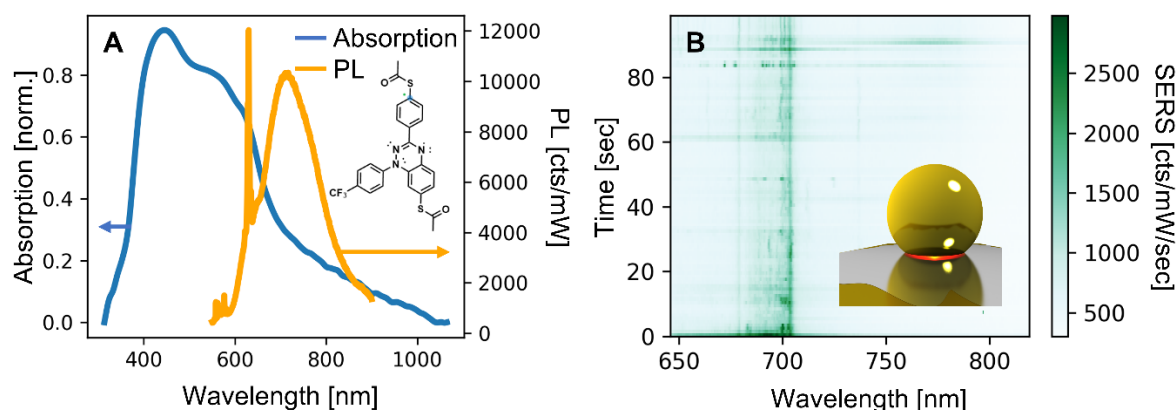 A
Absorption
PL
Absorption [norm.]
0.8
0.6
0.4
0.2
0.0
400
600
800
1000
Wavelength [nm]
12000
10000
8000
6000
4000
2000
0
PL [cts/mW]
O
S
N
N
N
CF3
S
O
B
Time [sec]
80
60
40
20
0
650
700
750
800
Wavelength [nm]
2500
2000
1500
1000
500
SERS [cts/mW/sec]